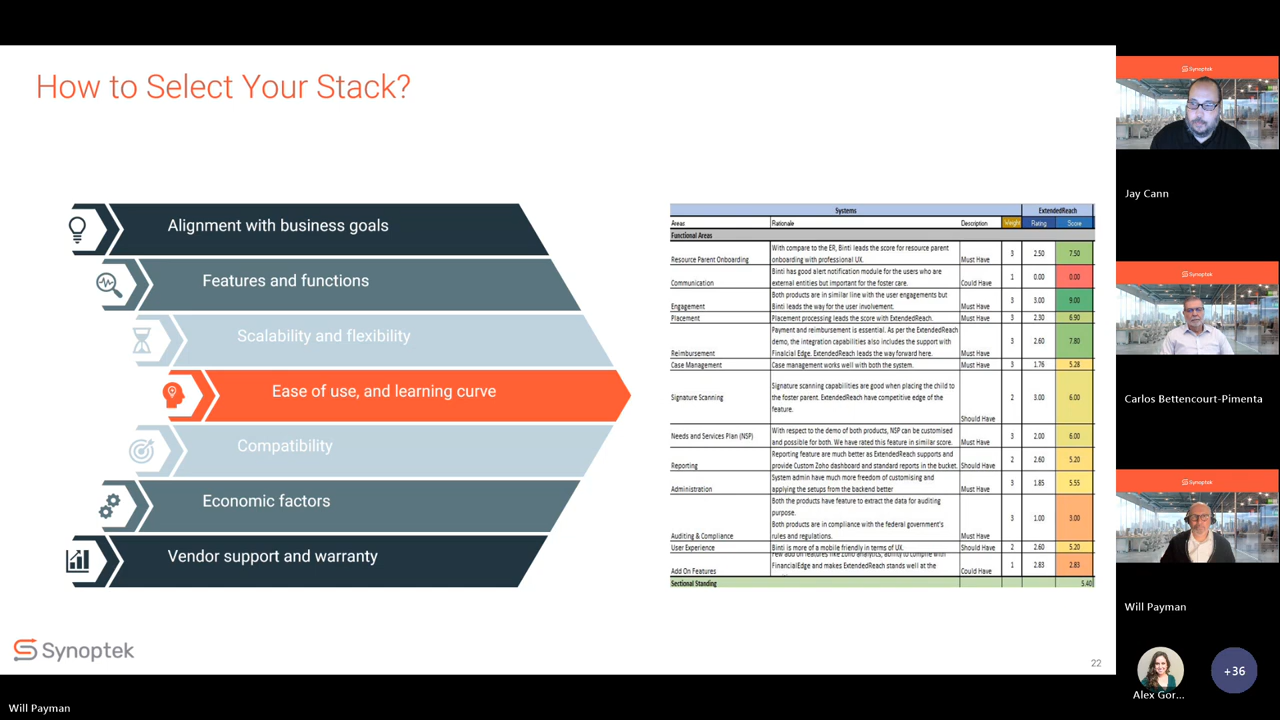 How to Select Your Stack?
Alignment with business goals
Features and functions
Scalability and flexibility
Ease of use, and learning curve
Compatibility
Economic factors
Vendor support and warranty
Systems ExtendedReach
Areas Rationale Description Weight Rating Score
Functional Areas
With compare to the ER, Binti leads the score for resource parent
Resource Parent Onboarding onboarding with professional UX. Must Have 3 2.50 7.50
Binti has good alert notification module for the users who are
Communication external entities but important for the foster care. Could Have 1 0.00 0.00
Both products are in similar line with the user engagements but
Engagement Binti leads the way for the user involvement. Must Have 3 3.00 9.00
Placement Placement processing leads the score with ExtendedReach. Must Have 3 2.30 6.90
Payment and reimbursement is essential. As per the ExtendedReach
demo, the integration capabilities also includes the support with
Reimbursement Finalcial Edge. ExtendedReach leads the way forward here. Must Have 3 2.60 7.80
Case Management Case management works well with both the system. Must Have 3 1.76 5.28
Signature scanning capabilities are good when placing the child to
Signature Scanning the foster parent. ExtendedReach have competitive edge of the 2 3.00 6.00
feature. Should Have
With respect to the demo of both products, NSP can be customised
Needs and Services Plan (NSP) and possible for both. We have rated this feature in similar score. Must Have 3 2.00 6.00
Reporting feature are much better as ExtendedReach supports and
Reporting provide Custom Zoho dashboard and standard reports in the bucket. Should Have 2 2.60 5.20
System admin have much more freedom of customising and
Administration applying the setups from the backend better Must Have 3 1.85 5.55
Both the products have feature to extract the data for auditing
purpose.
Both products are in compliance with the federal government's
Auditing & Compliance rules and regulations. Must Have 3 1.00 3.00
User Experience Binti is more of a mobile friendly in terms of UX. Should Have 2 2.60 5.20
Few add on features like zoho analytics, ability to compile with
Add On Features FinancialEdge and makes ExtendedReach stands well at the Could Have 1 2.83 2.83
Sectional Standing 5.40
Synoptek
22
Will Payman
Synoptek
Jay Cann
Synoptek
Carlos Bettencourt-Pimenta
Synoptek
Will Payman
Alex Gor...
+36